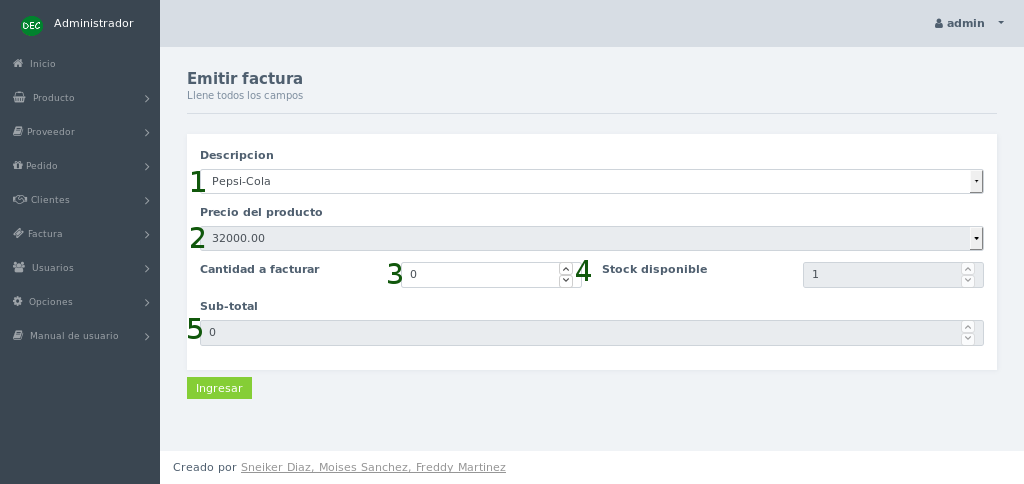 DEC Administrador
admin
Inicio
Producto
Proveedor
Pedido
Clientes
Factura
Usuarios
Opciones
Manual de usuario
Emitir factura
Llene todos los campos
Descripcion
1 Pepsi-Cola
Precio del producto
2 32000.00
Cantidad a facturar 3 0 4 Stock disponible 1
Sub-total
5 0
Ingresar
Creado por Sneiker Diaz, Moises Sanchez, Freddy Martinez